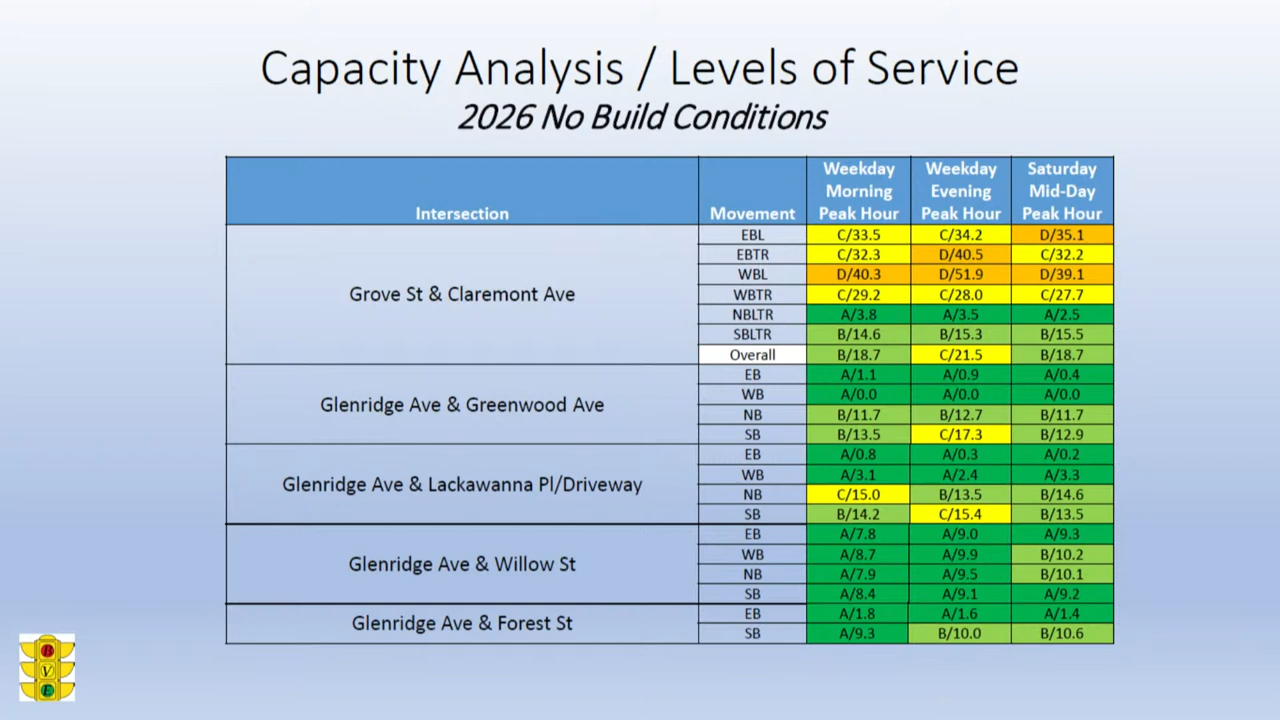 Capacity Analysis / Levels of Service
2026 No Build Conditions
Intersection Movement Weekday Morning Peak Hour Weekday Evening Peak Hour Saturday Mid-Day Peak Hour
Grove St & Claremont Ave
EBL C/33.5 C/34.2 D/35.1
EBTR C/32.3 D/40.5 C/32.2
WBL D/40.3 D/51.9 D/39.1
WBTR C/29.2 C/28.0 C/27.7
NBLTR A/3.8 A/3.5 A/2.5
SBLTR B/14.6 B/15.3 B/15.5
Overall B/18.7 C/21.5 B/18.7
Glenridge Ave & Greenwood Ave
EB A/1.1 A/0.9 A/0.4
WB A/0.0 A/0.0 A/0.0
NB B/11.7 B/12.7 B/11.7
SB B/13.5 C/17.3 B/12.9
Glenridge Ave & Lackawanna Pl/Driveway
EB A/0.8 A/0.3 A/0.2
WB A/3.1 A/2.4 A/3.3
NB C/15.0 B/13.5 B/14.6
SB B/14.2 C/15.4 B/13.5
Glenridge Ave & Willow St
EB A/7.8 A/9.0 A/9.3
WB A/8.7 A/9.9 B/10.2
NB A/7.9 A/9.5 B/10.1
SB A/8.4 A/9.1 A/9.2
Glenridge Ave & Forest St
EB A/1.8 A/1.6 A/1.4
SB A/9.3 B/10.0 B/10.6
B
V
E